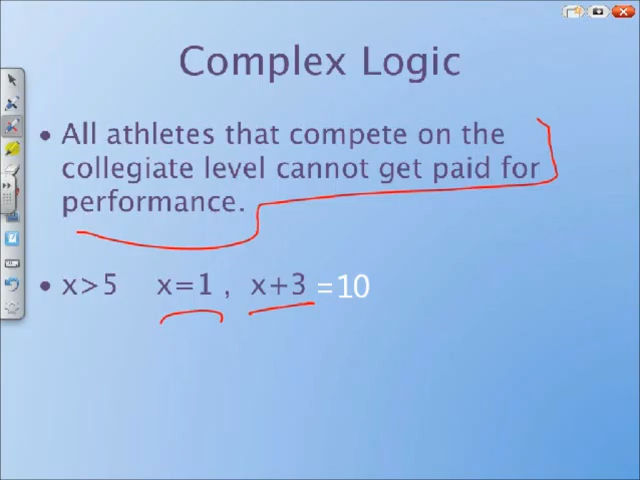 Complex Logic
• All athletes that compete on the
collegiate level cannot get paid for
performance.
• x>5 x=1 , x+3 =10